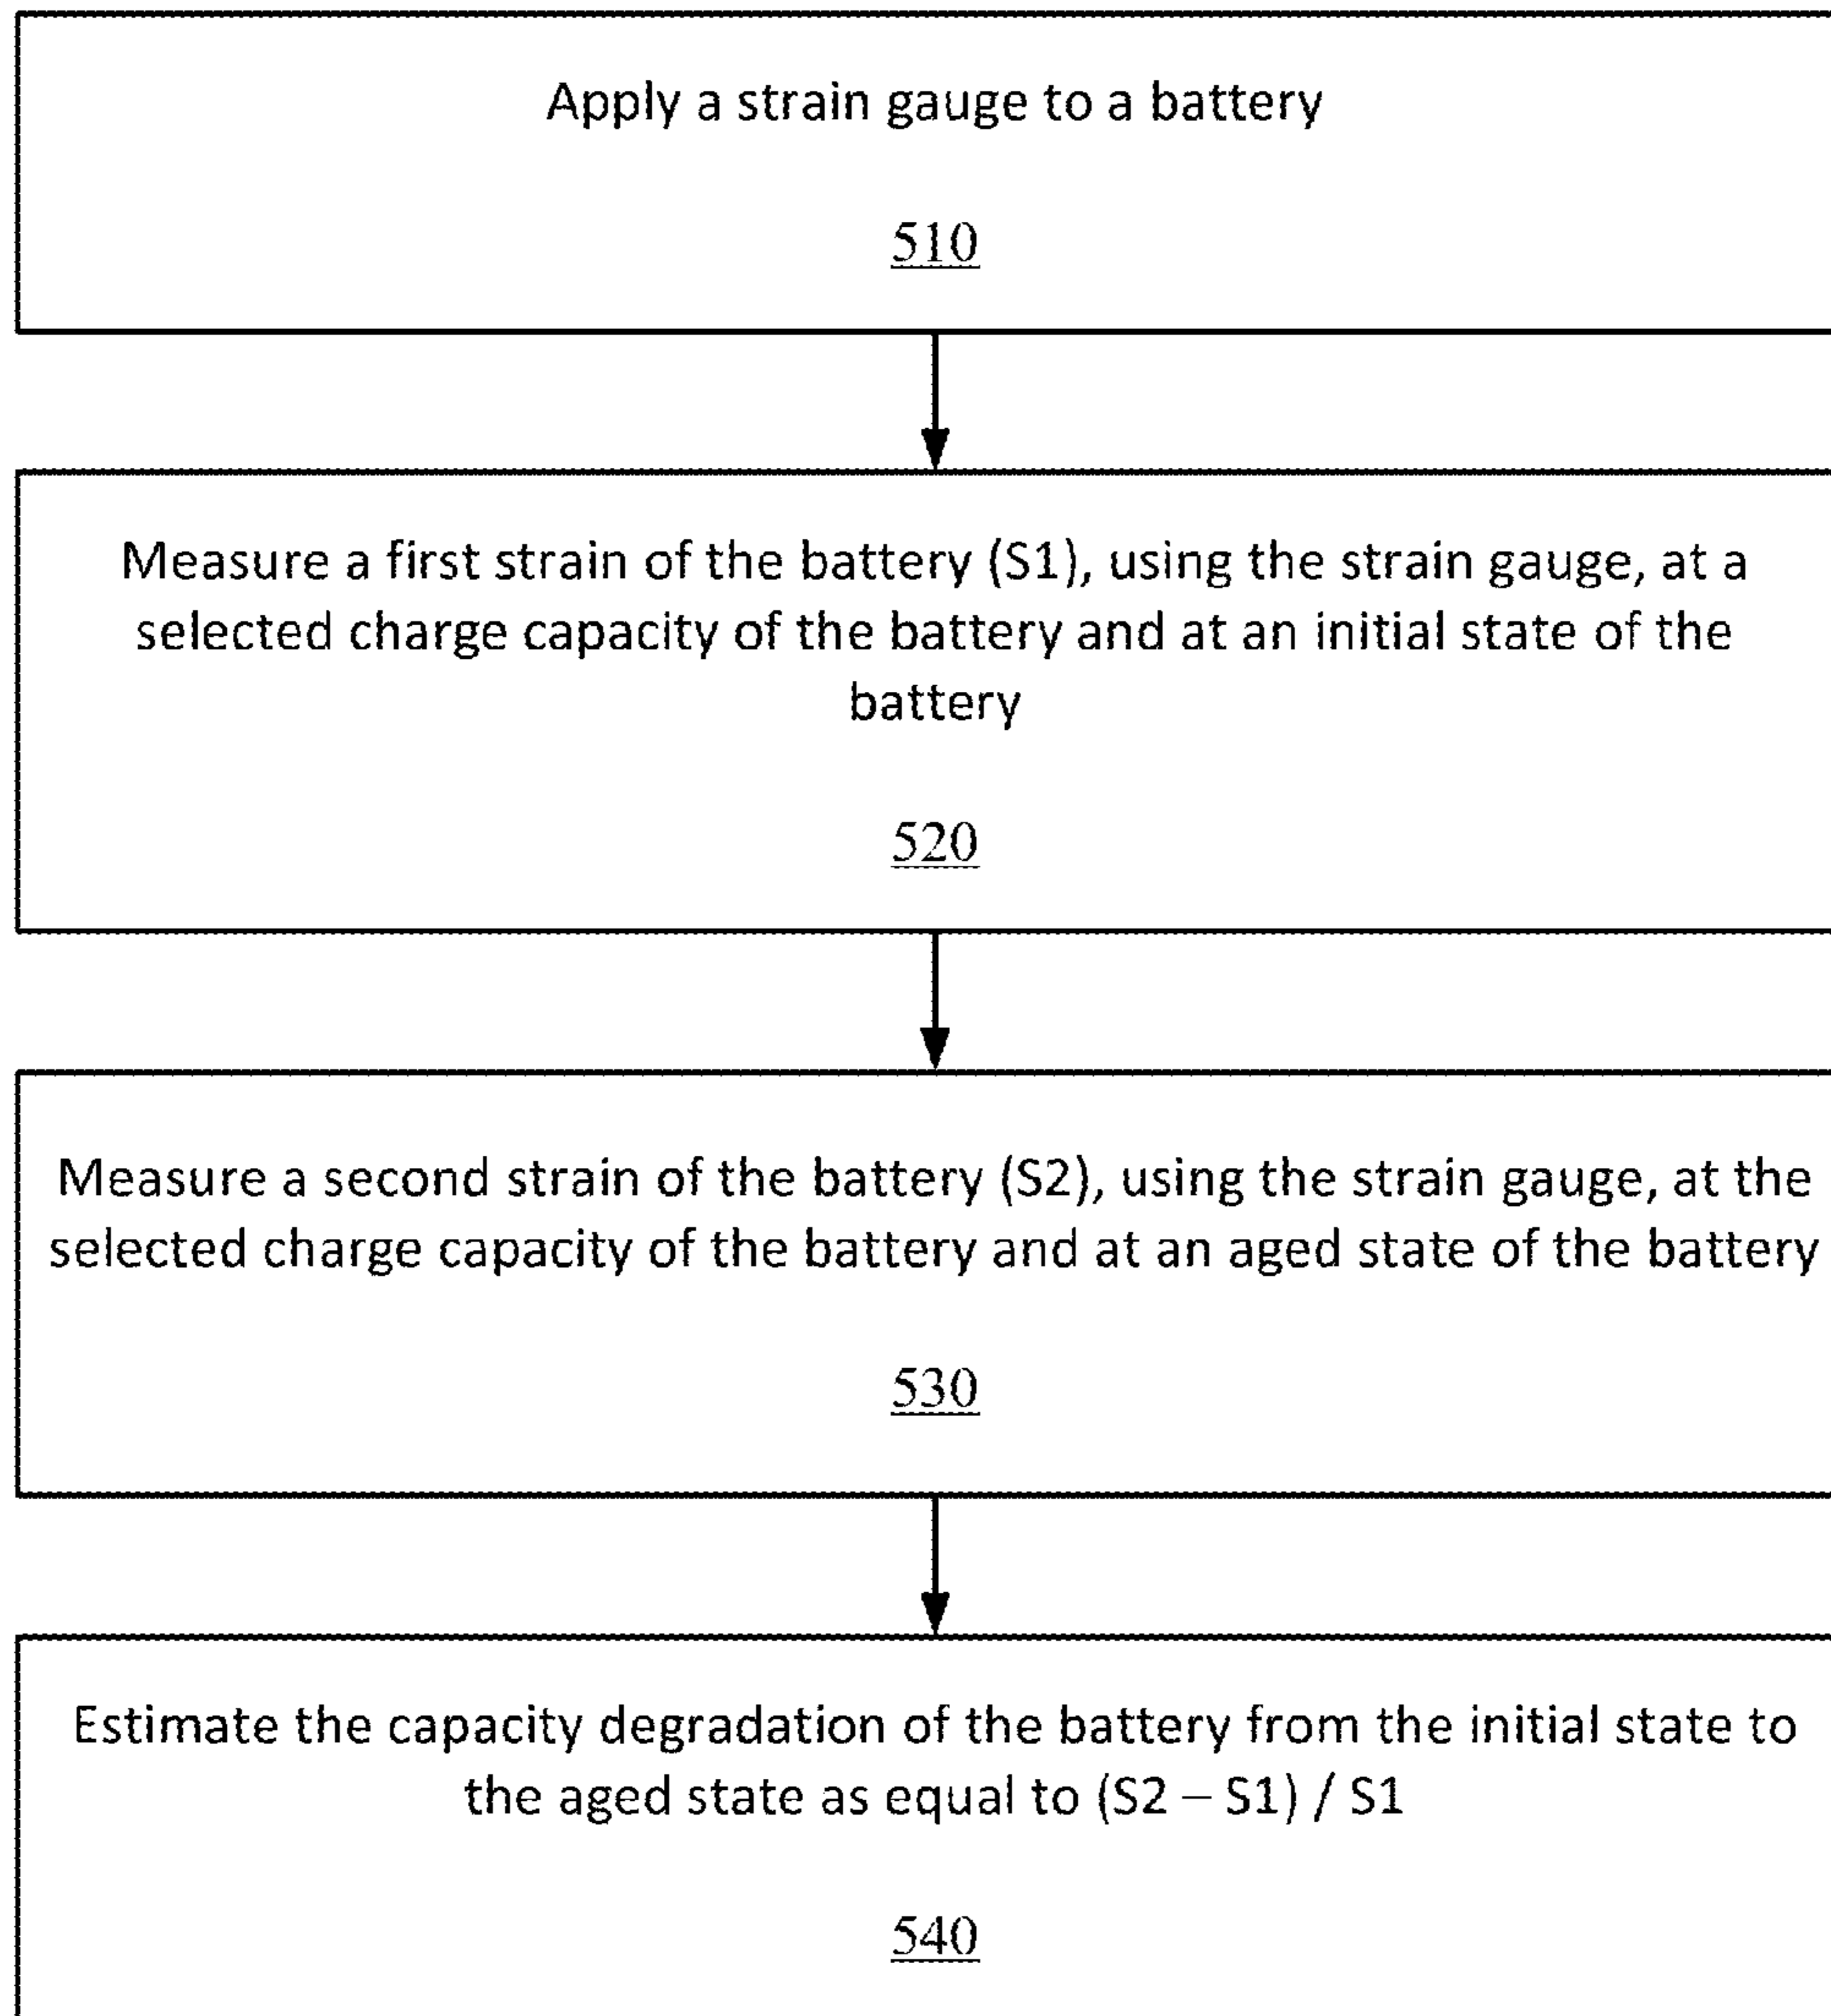 Apply a strain gauge to a battery
510
Measure a first strain of the battery (S1), using the strain gauge, at a
selected charge capacity of the battery and at an initial state of the
battery
520
Measure a second strain of the battery (S2), using the strain gauge, at the
selected charge capacity of the battery and at an aged state of the battery
530
Estimate the capacity degradation of the battery from the initial state to
the aged state as equal to (S2 – S1) / S1
540